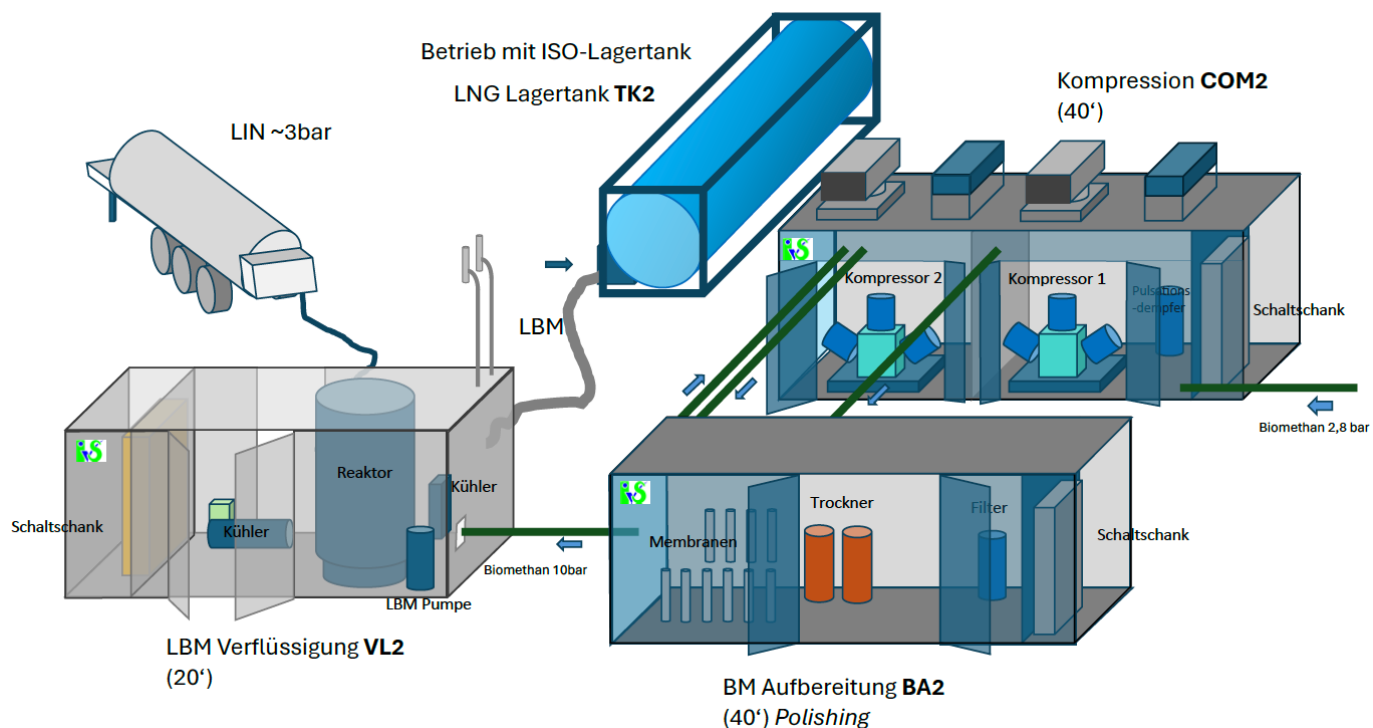 Betrieb mit ISO-Lagertank
LNG Lagertank TK2
Kompression COM2
(40‘)
LIN ~3bar
LBM
Kompressor 2
Kompressor 1
Pulsations
-dempfer
Schaltschank
Biomethan 2,8 bar
Reaktor
Kühler
Kühler
Schaltschank
LBM Pumpe
Biomethan 10bar
Membranen
Trockner
Filter
Schaltschank
LBM Verflüssigung VL2
(20‘)
BM Aufbereitung BA2
(40‘) Polishing